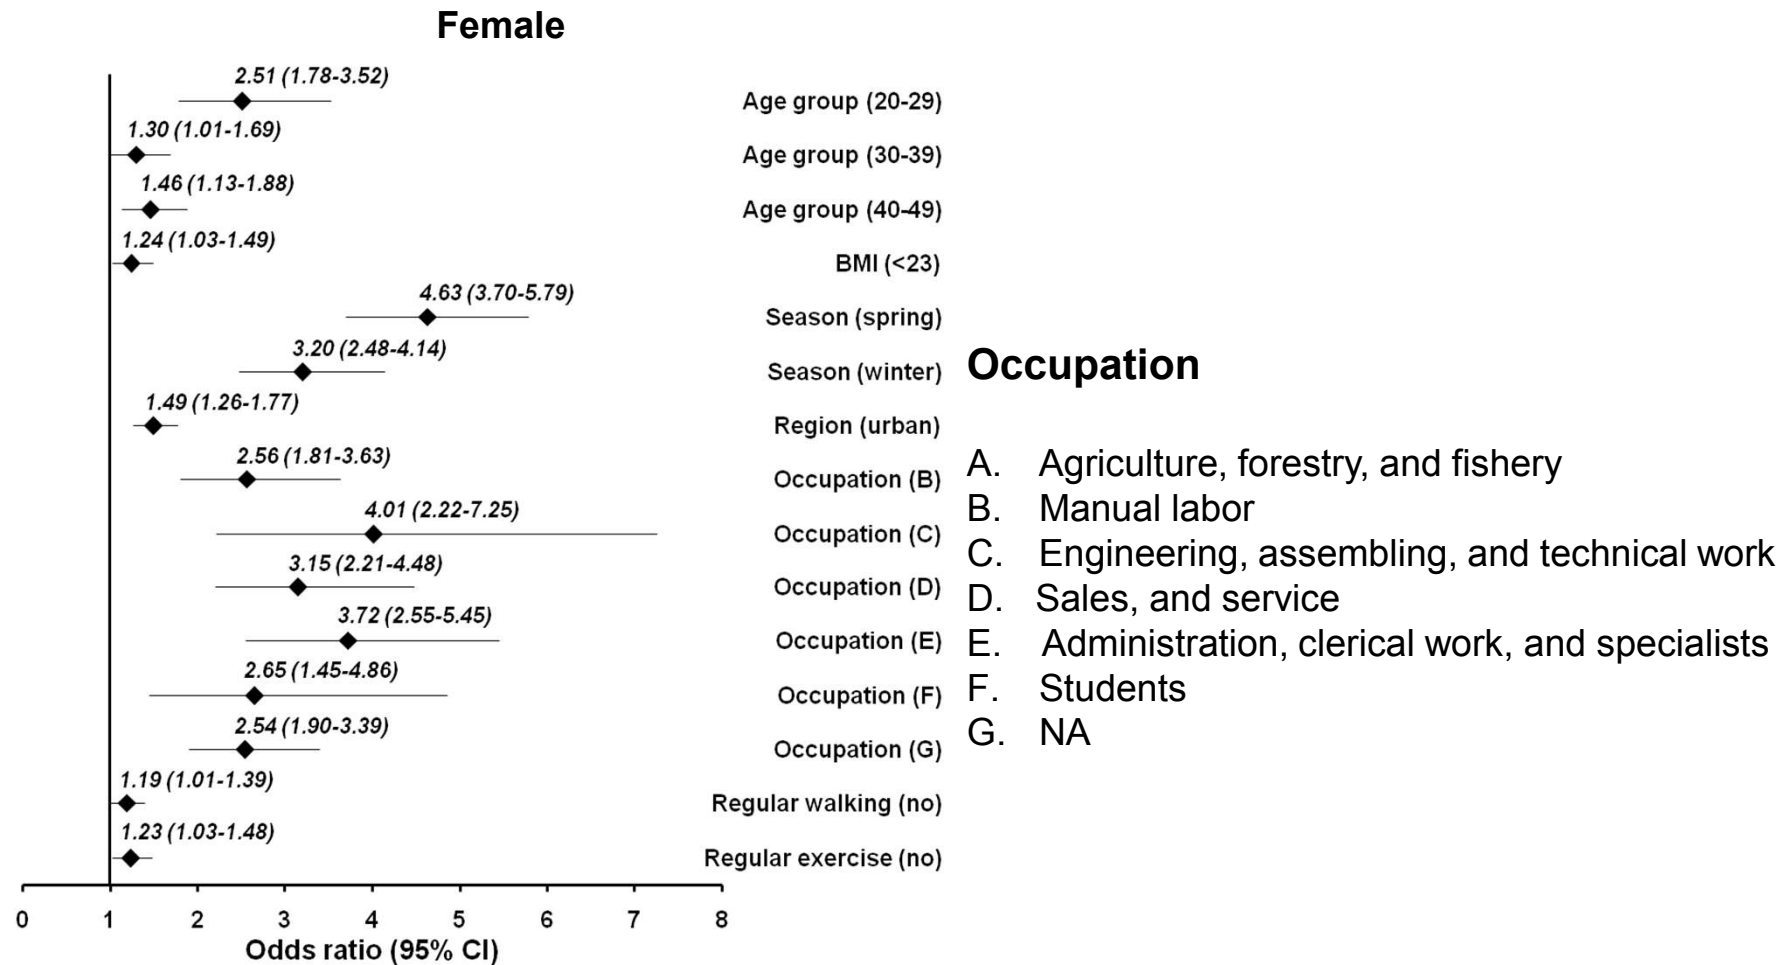 Female
2.51 (1.78-3.52)
Age group (20-29)
1.30 (1.01-1.69)
Age group (30-39)
1.46 (1.13-1.88)
Age group (40-49)
1.24 (1.03-1.49)
BMI (<23)
4.63 (3.70-5.79)
Season (spring)
3.20 (2.48-4.14)
Season (winter)
1.49 (1.26-1.77)
Region (urban)
2.56 (1.81-3.63)
Occupation (B)
4.01 (2.22-7.25)
Occupation (C)
3.15 (2.21-4.48)
Occupation (D)
3.72 (2.55-5.45)
Occupation (E)
2.65 (1.45-4.86)
Occupation (F)
2.54 (1.90-3.39)
Occupation (G)
1.19 (1.01-1.39)
Regular walking (no)
1.23 (1.03-1.48)
Regular exercise (no)
0 1 2 3 4 5 6 7 8
Odds ratio (95% CI)
Occupation
A. Agriculture, forestry, and fishery
B. Manual labor
C. Engineering, assembling, and technical work
D. Sales, and service
E. Administration, clerical work, and specialists
F. Students
G. NA